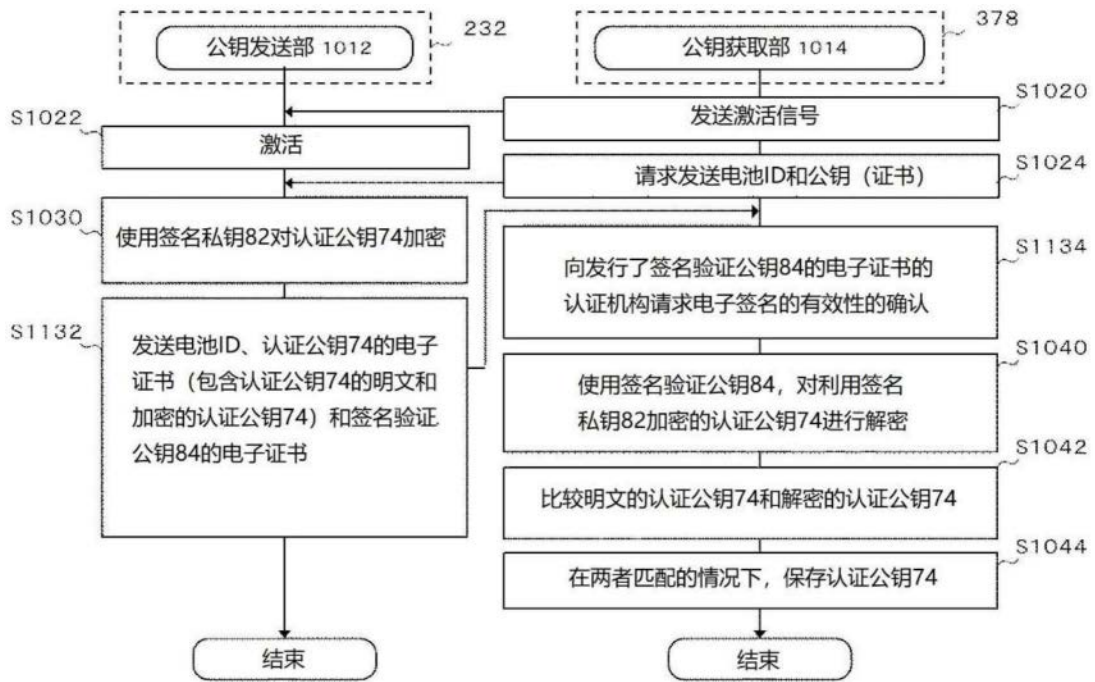 公钥发送部 1012
232
公钥获取部 1014
378
S1020
发送激活信号
S1022
激活
S1024
请求发送电池ID和公钥（证书）
S1030
使用签名私钥82对认证公钥74加密
S1134
向发行了签名验证公钥84的电子证书的
认证机构请求电子签名的有效性的确认
S1132
发送电池ID、认证公钥74的电子
证书（包含认证公钥74的明文和
加密的认证公钥74）和签名验证
公钥84的电子证书
S1040
使用签名验证公钥84，对利用签名
私钥82加密的认证公钥74进行解密
S1042
比较明文的认证公钥74和解密的认证公钥74
S1044
在两者匹配的情况下，保存认证公钥74
结束
结束